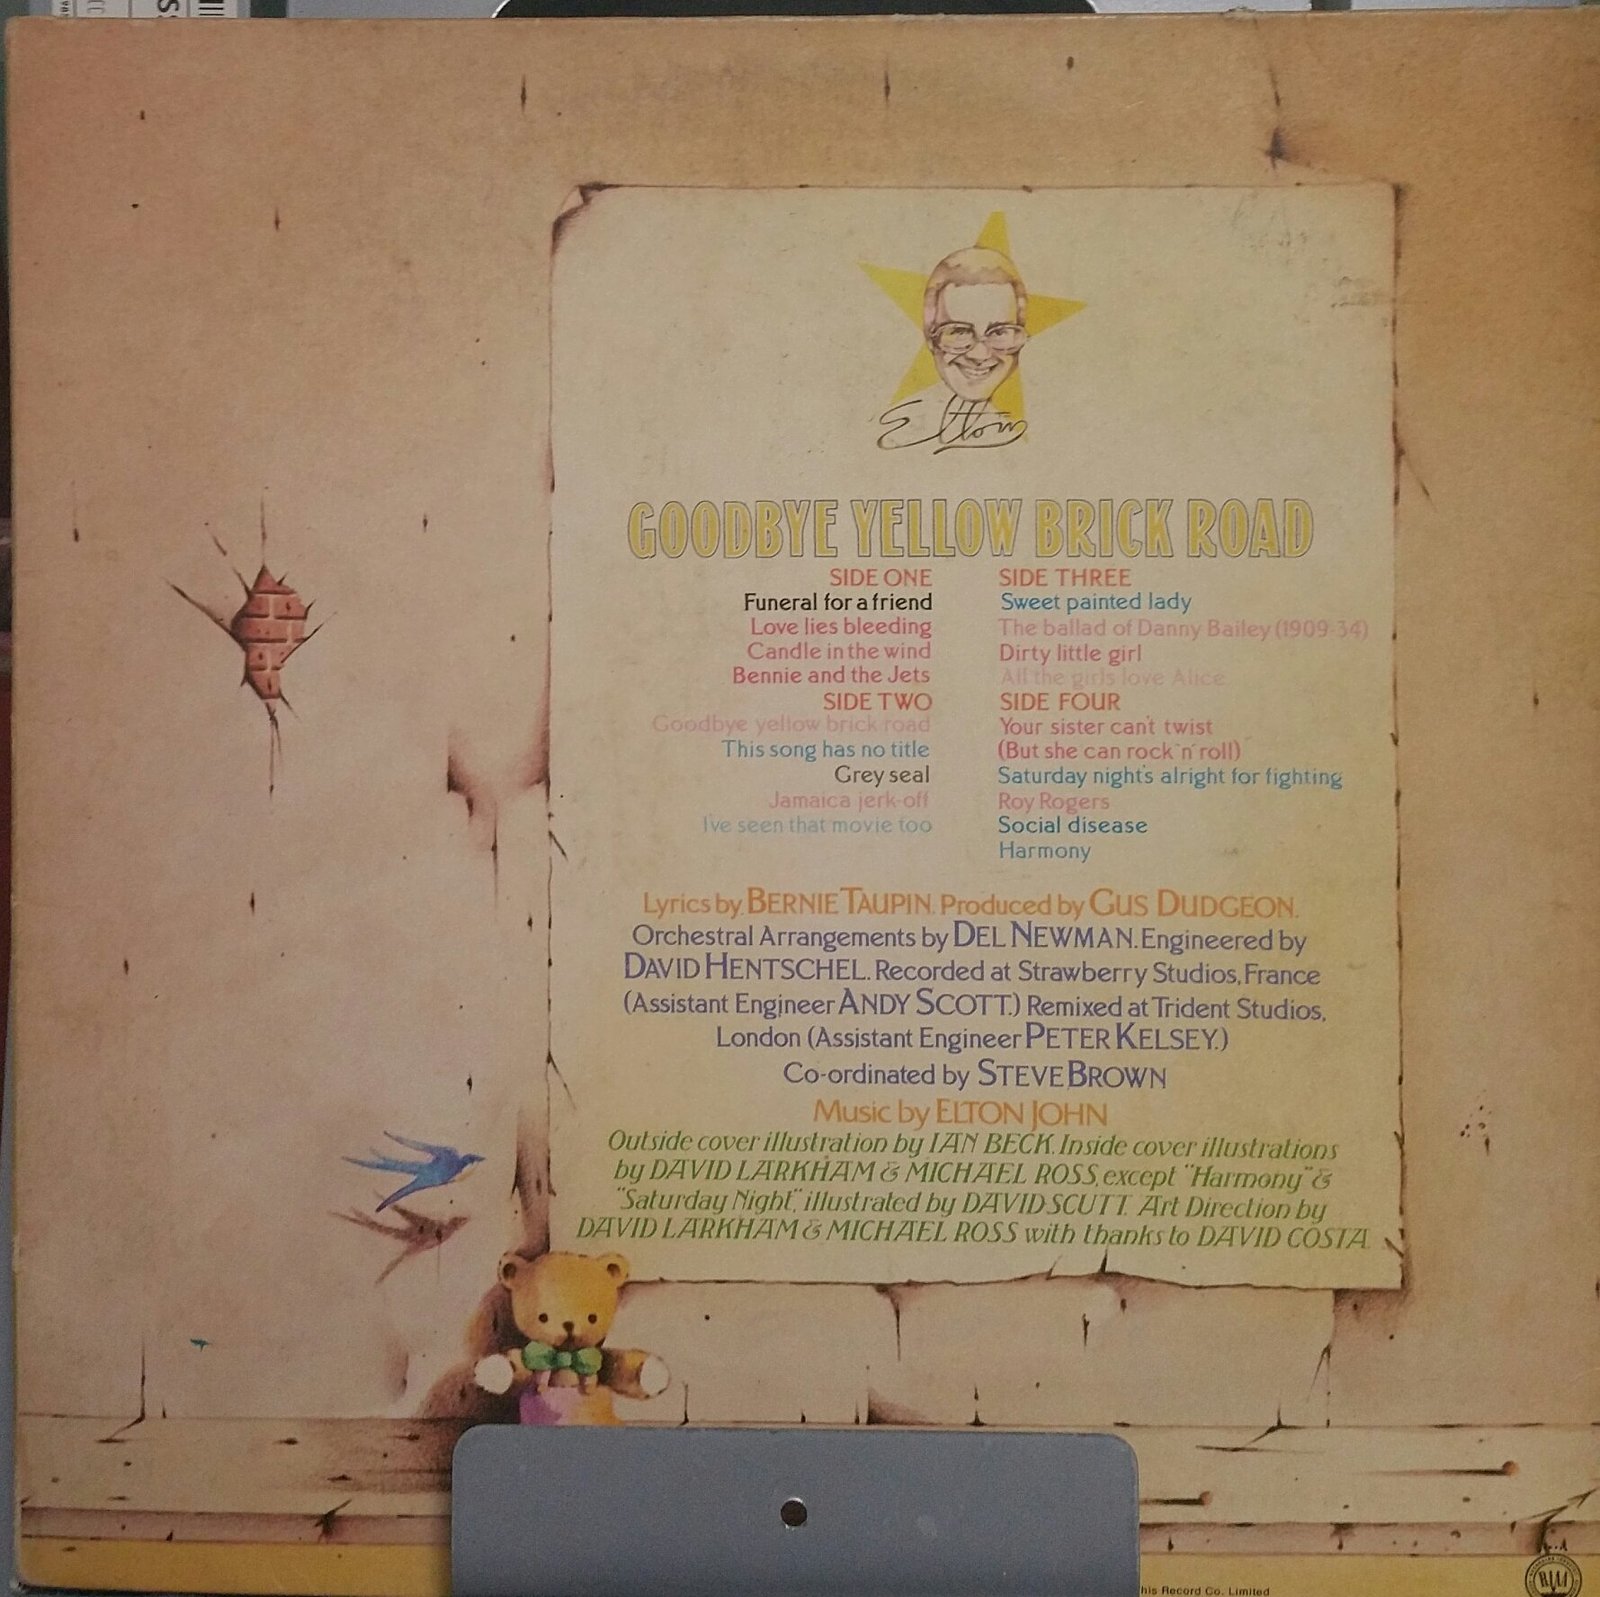 Elton
GOODBYE YELLOW BRICK ROAD
SIDE ONE
Funeral for a friend
Love lies bleeding
Candle in the wind
Bennie and the Jets
SIDE TWO
Goodbye yellow brick road
This song has no title
Grey seal
Jamaica jerk-off
I've seen that movie too
SIDE THREE
Sweet painted lady
The ballad of Danny Bailey (1909-34)
Dirty little girl
All the girls love Alice
SIDE FOUR
Your sister can't twist
(But she can rock 'n' roll)
Saturday night's alright for fighting
Roy Rogers
Social disease
Harmony
Lyrics by BERNIE TAUPIN. Produced by GUS DUDGEON.
Orchestral Arrangements by DEL NEWMAN. Engineered by
DAVID HENTSCHEL. Recorded at Strawberry Studios, France
(Assistant Engineer ANDY SCOTT.) Remixed at Trident Studios,
London (Assistant Engineer PETER KELSEY.)
Co-ordinated by STEVE BROWN
Music by ELTON JOHN
Outside cover illustration by IAN BECK. Inside cover illustrations
by DAVID LARKHAM & MICHAEL ROSS, except "Harmony" &
"Saturday Night", illustrated by DAVID SCUTT. Art Direction by
DAVID LARKHAM & MICHAEL ROSS with thanks to DAVID COSTA.
his Record Co. Limited
RIAA